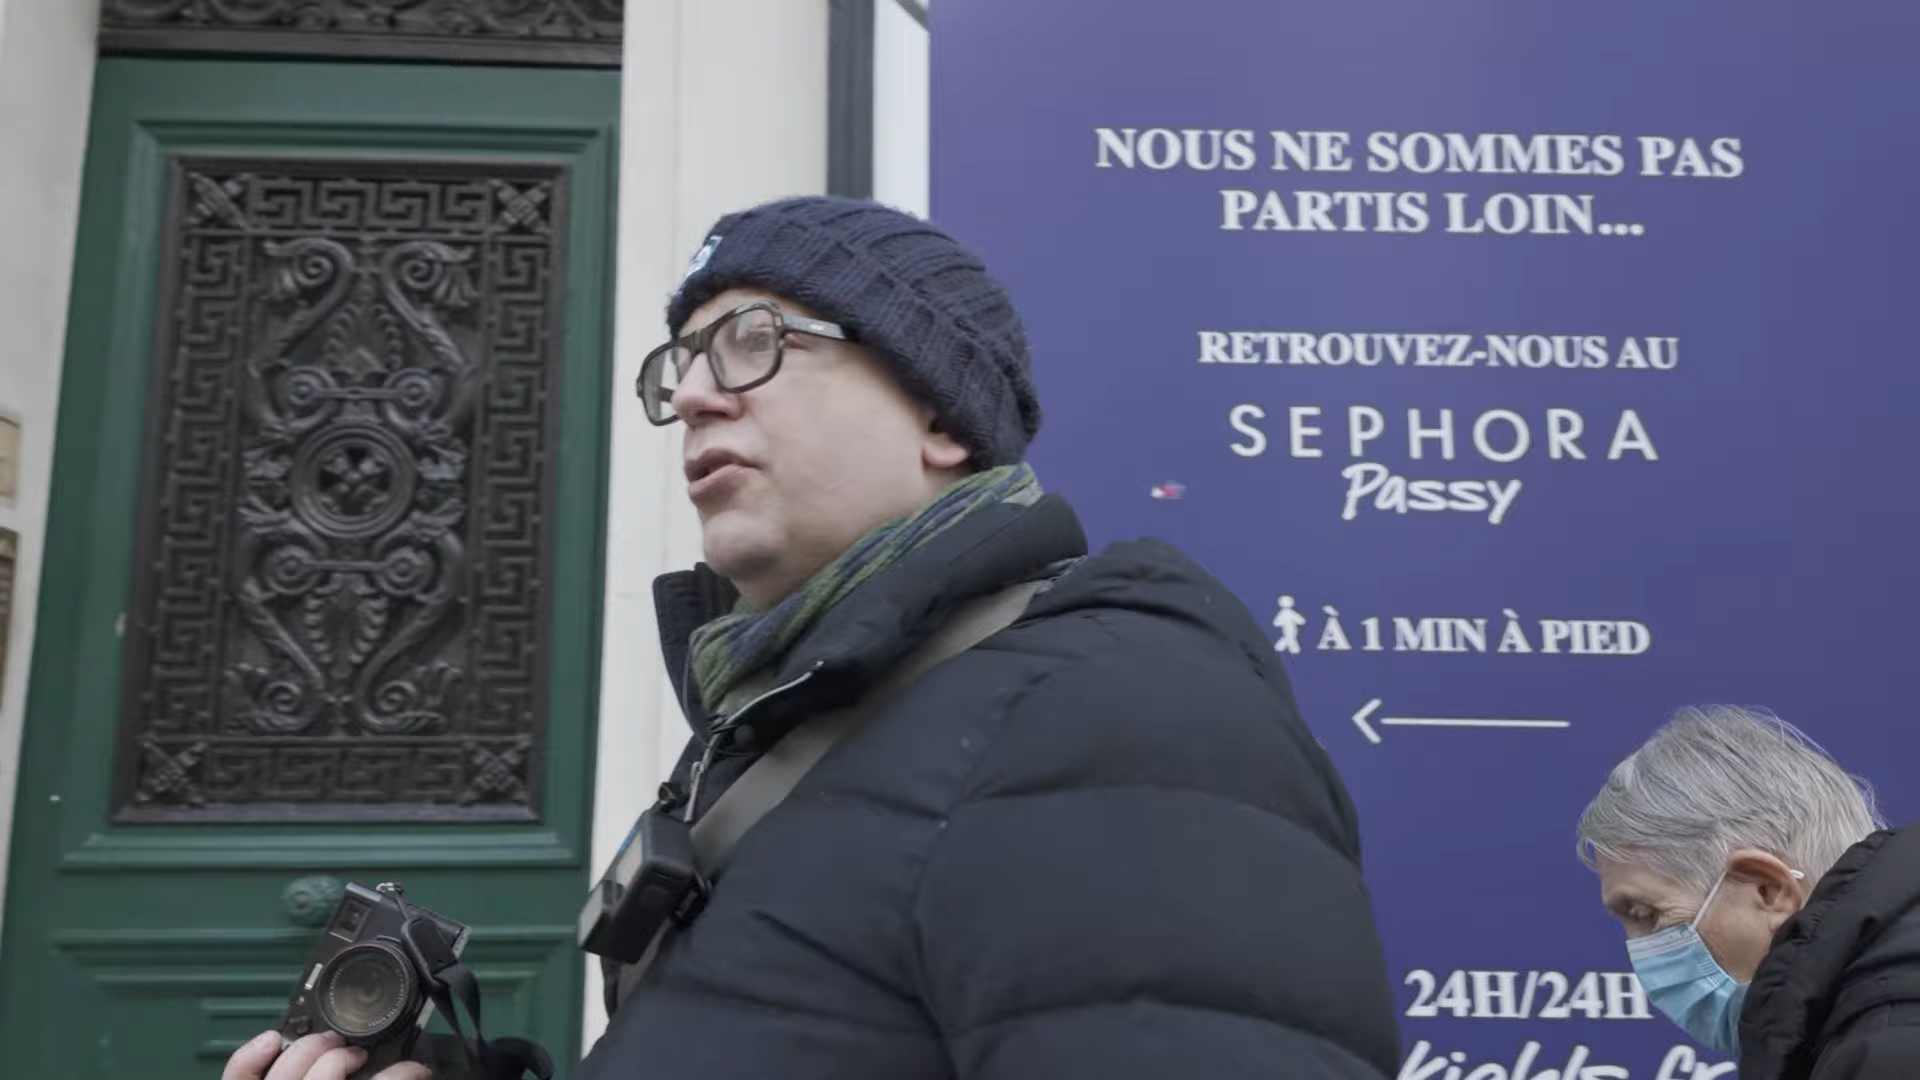 NOUS NE SOMMES PAS
PARTIS LOIN...
RETROUVEZ-NOUS AU
SEPHORA
Passy
À 1 MIN À PIED
24H/24H